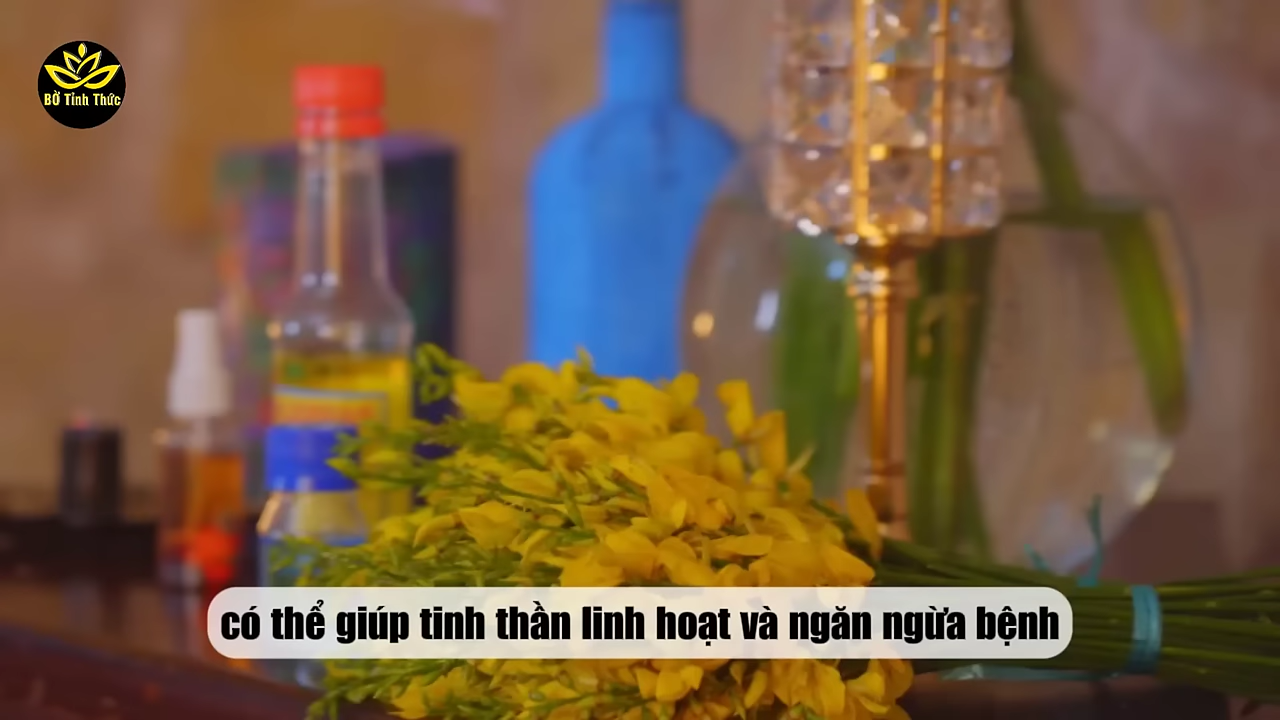 BỜ Tỉnh Thức
có thể giúp tinh thần linh hoạt và ngăn ngừa bệnh